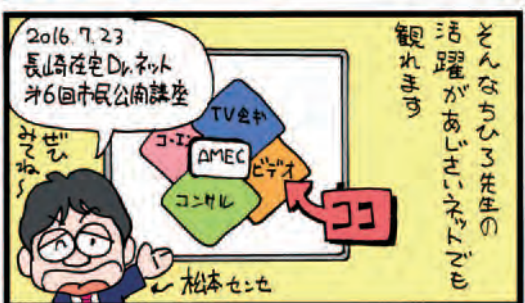 そんなちひろ先生の
活躍があじさいネットでも
観れます
2016.7.23
長崎在宅Dr.ネット
第6回市民公開講座
ぜひ
みてね〜
TV会議
コ-エン
AMEC
ビデオ
コンサル
ココ
松本センセ